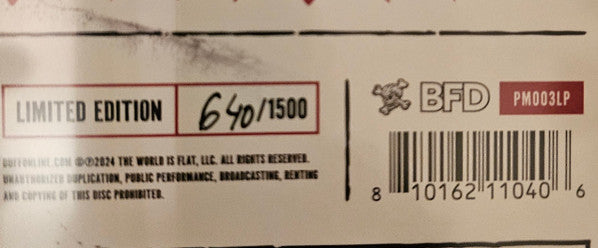 LIMITED EDITION 640/1500
DUFFONLINE.COM ©℗2024 THE WORLD IS FLAT, LLC. ALL RIGHTS RESERVED.
UNAUTHORIZED DUPLICATION, PUBLIC PERFORMANCE, BROADCASTING, RENTING
AND COPYING OF THIS DISC PROHIBITED.
BFD PM003LP
8 10162 11040 6